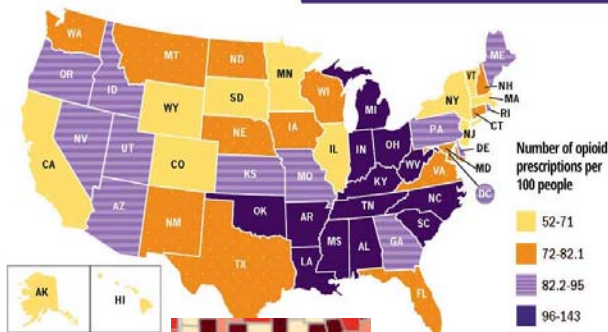 WA
MT
ND
MN
ME
OR
ID
WY
SD
WI
MI
VT
NY
NH
MA
RI
CT
NV
UT
CO
NE
IA
IL
IN
OH
PA
NJ
DE
MD
DC
CA
AZ
NM
KS
MO
KY
WV
VA
OK
AR
TN
NC
SC
TX
LA
MS
AL
GA
FL
AK
HI
Number of opioid
prescriptions per
100 people
52-71
72-82.1
82.2-95
96-143